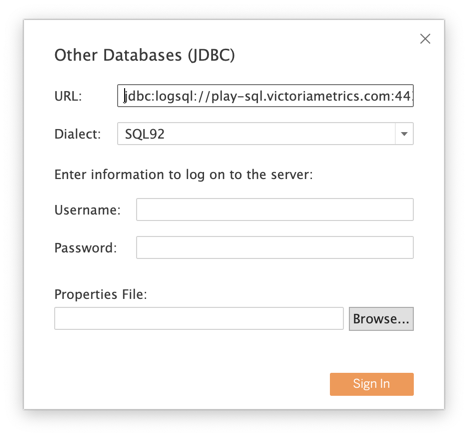 Other Databases (JDBC)
URL: jdbc:logsql://play-sql.victoriametrics.com:44
Dialect: SQL92
Enter information to log on to the server:
Username:
Password:
Properties File:
Browse...
Sign In